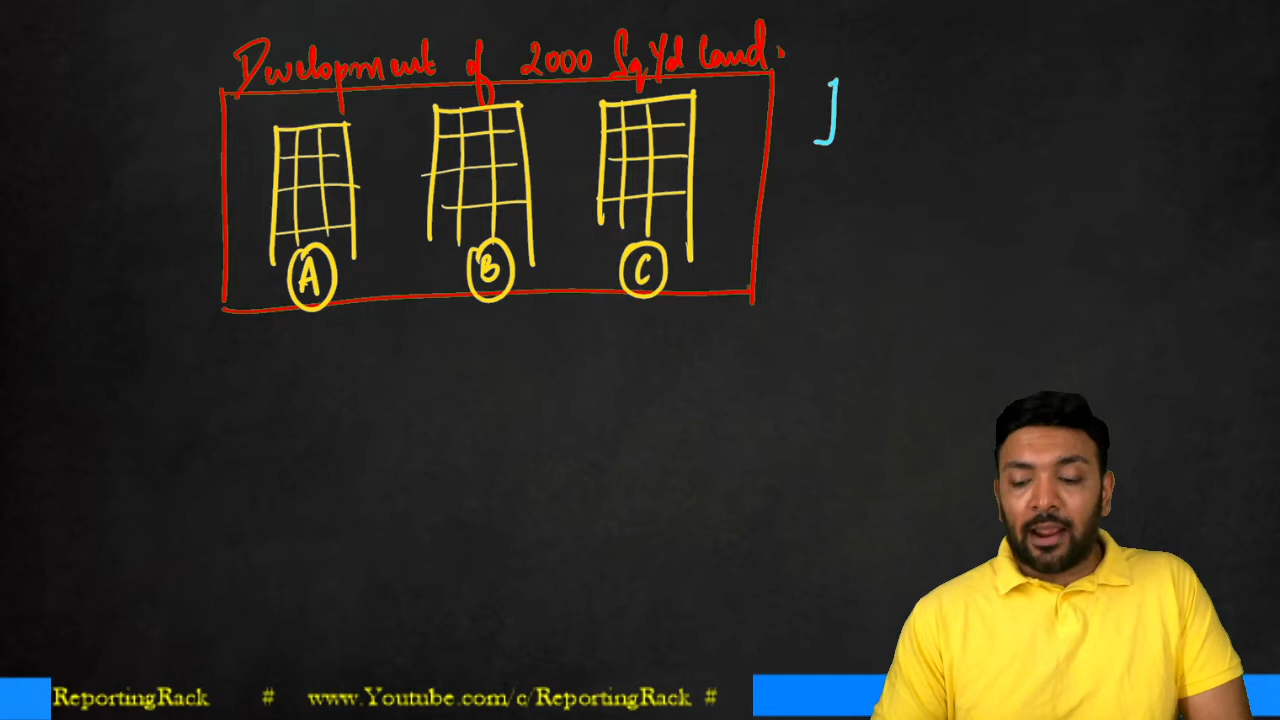 Development of 2000 Sq Yd land.
J
A B C
ReportingRack # www.Youtube.com/c/ReportingRack #